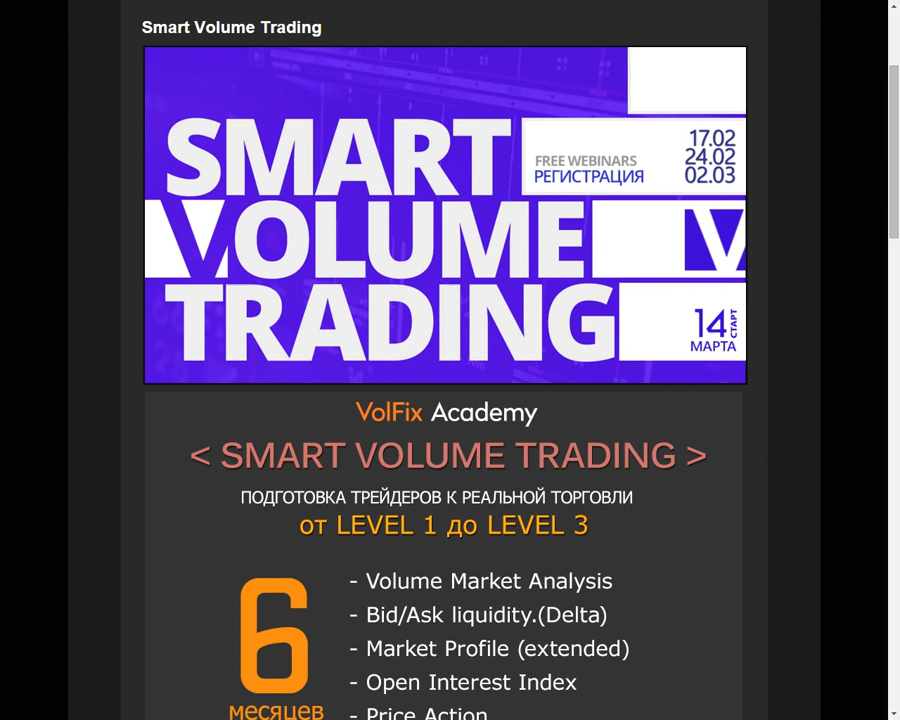 Smart Volume Trading
SMART
FREE WEBINARS
РЕГИСТРАЦИЯ
17.02
24.02
02.03
VOLUME
V
TRADING
14
МАРТА
СТАРТ
VolFix Academy
< SMART VOLUME TRADING >
ПОДГОТОВКА ТРЕЙДЕРОВ К РЕАЛЬНОЙ ТОРГОВЛИ
от LEVEL 1 до LEVEL 3
6
месяцев
- Volume Market Analysis
- Bid/Ask liquidity.(Delta)
- Market Profile (extended)
- Open Interest Index
- Price Action